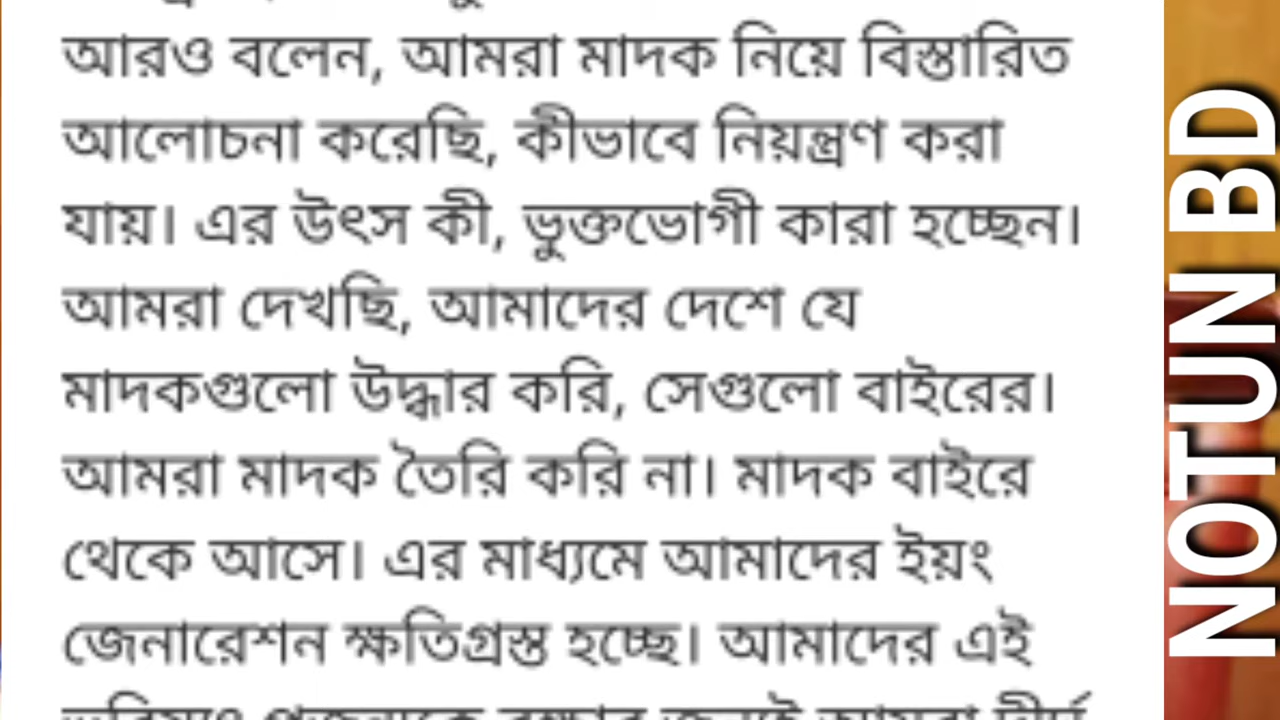 আরও বলেন, আমরা মাদক নিয়ে বিস্তারিত
আলোচনা করেছি, কীভাবে নিয়ন্ত্রণ করা
যায়। এর উৎস কী, ভুক্তভোগী কারা হচ্ছেন।
আমরা দেখছি, আমাদের দেশে যে
মাদকগুলো উদ্ধার করি, সেগুলো বাইরের।
আমরা মাদক তৈরি করি না। মাদক বাইরে
থেকে আসে। এর মাধ্যমে আমাদের ইয়ং
জেনারেশন ক্ষতিগ্রস্ত হচ্ছে। আমাদের এই
NOTUN BD